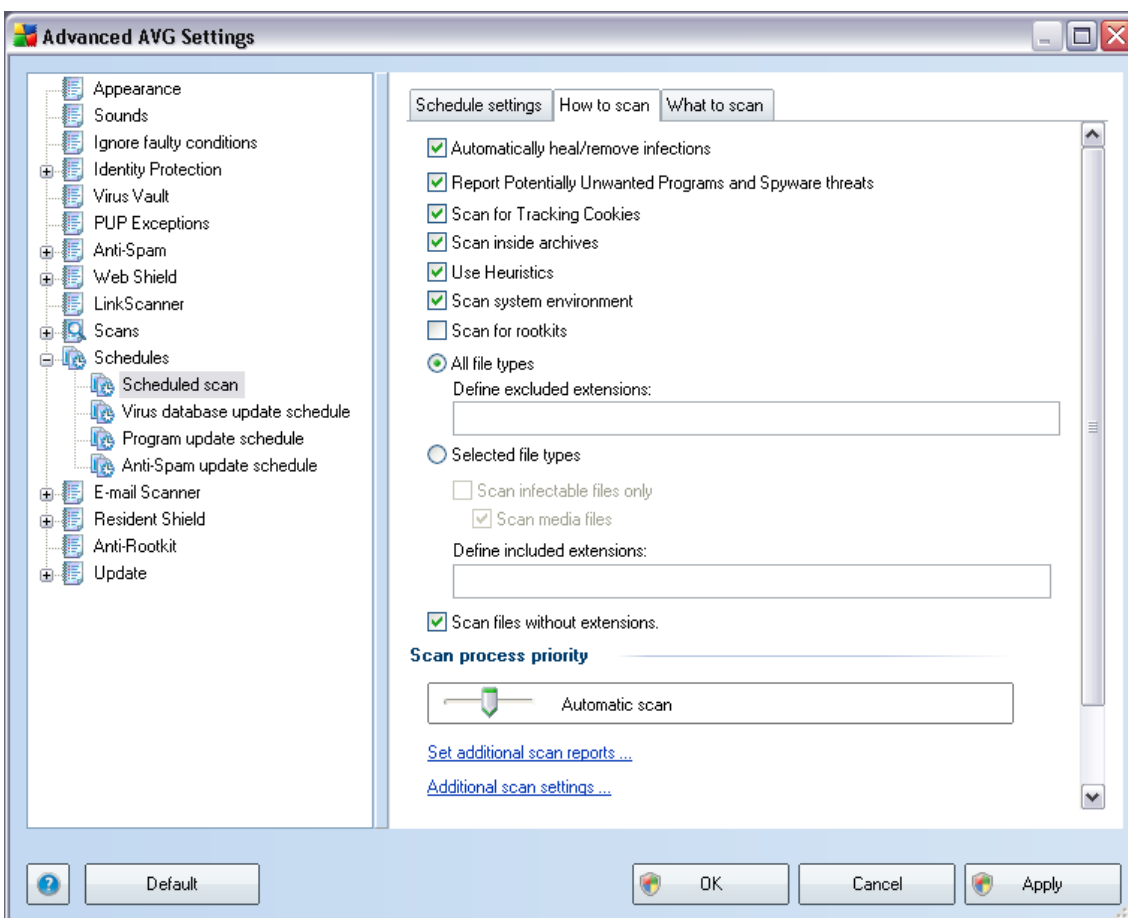 Advanced AVG Settings
Appearance
Sounds
Ignore faulty conditions
Identity Protection
Virus Vault
PUP Exceptions
Anti-Spam
Web Shield
LinkScanner
Scans
Schedules
Scheduled scan
Virus database update schedule
Program update schedule
Anti-Spam update schedule
E-mail Scanner
Resident Shield
Anti-Rootkit
Update
Schedule settings How to scan What to scan
Automatically heal/remove infections
Report Potentially Unwanted Programs and Spyware threats
Scan for Tracking Cookies
Scan inside archives
Use Heuristics
Scan system environment
Scan for rootkits
All file types
Define excluded extensions:
Selected file types
Scan infectable files only
Scan media files
Define included extensions:
Scan files without extensions.
Scan process priority
Automatic scan
Set additional scan reports ...
Additional scan settings ...
Default OK Cancel Apply